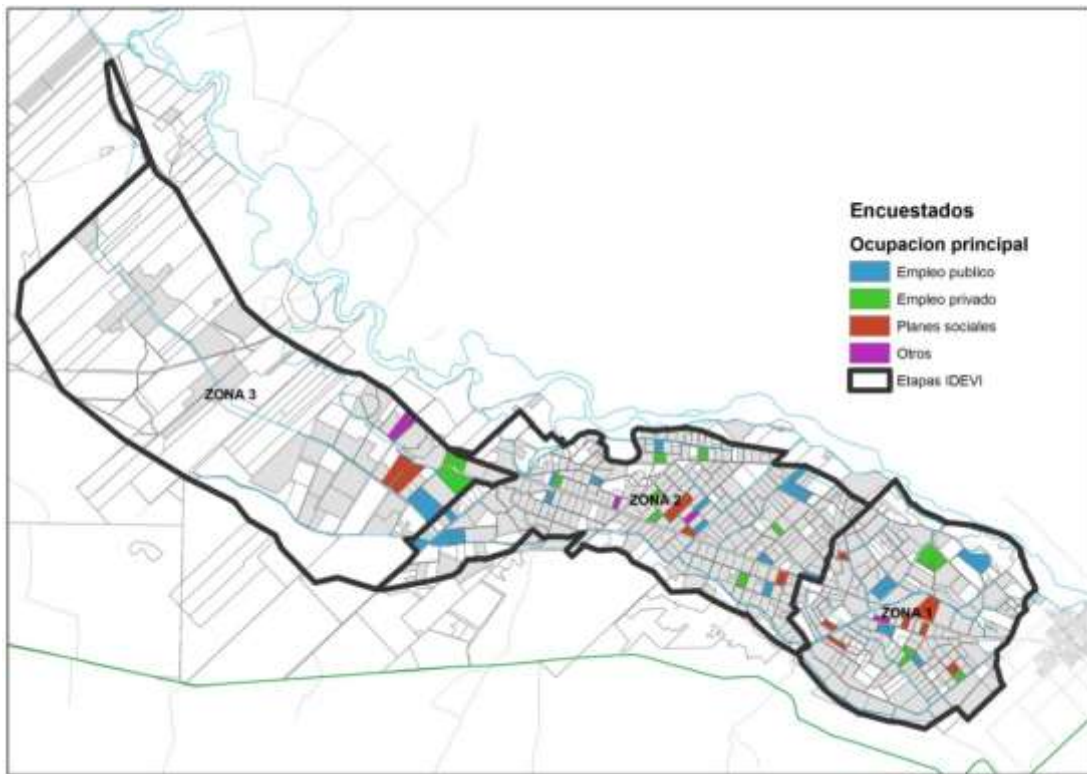 Encuestados
Ocupacion principal
Empleo publico
Empleo privado
Planes sociales
Otros
Etapas IDEVI
ZONA 3
ZONA 2
ZONA 1